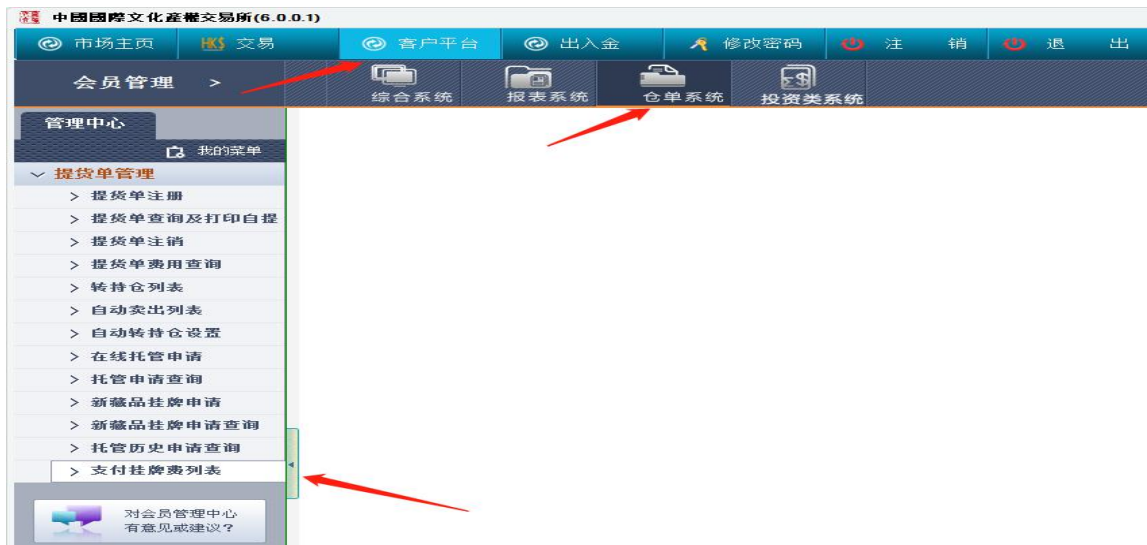 中國國際文化產權交易所(6.0.0.1)
市场主页 HK$ 交易 客户平台 出入金 修改密码 注 销 退 出
会员管理 > 综合系统 报表系统 仓单系统 投资类系统
管理中心
我的菜单
提货单管理
> 提货单注册
> 提货单查询及打印自提
> 提货单注销
> 提货单费用查询
> 转持仓列表
> 自动卖出列表
> 自动转持仓设置
> 在线托管申请
> 托管申请查询
> 新藏品挂牌申请
> 新藏品挂牌申请查询
> 托管历史申请查询
> 支付挂牌费列表
对会员管理中心
有意见或建议?